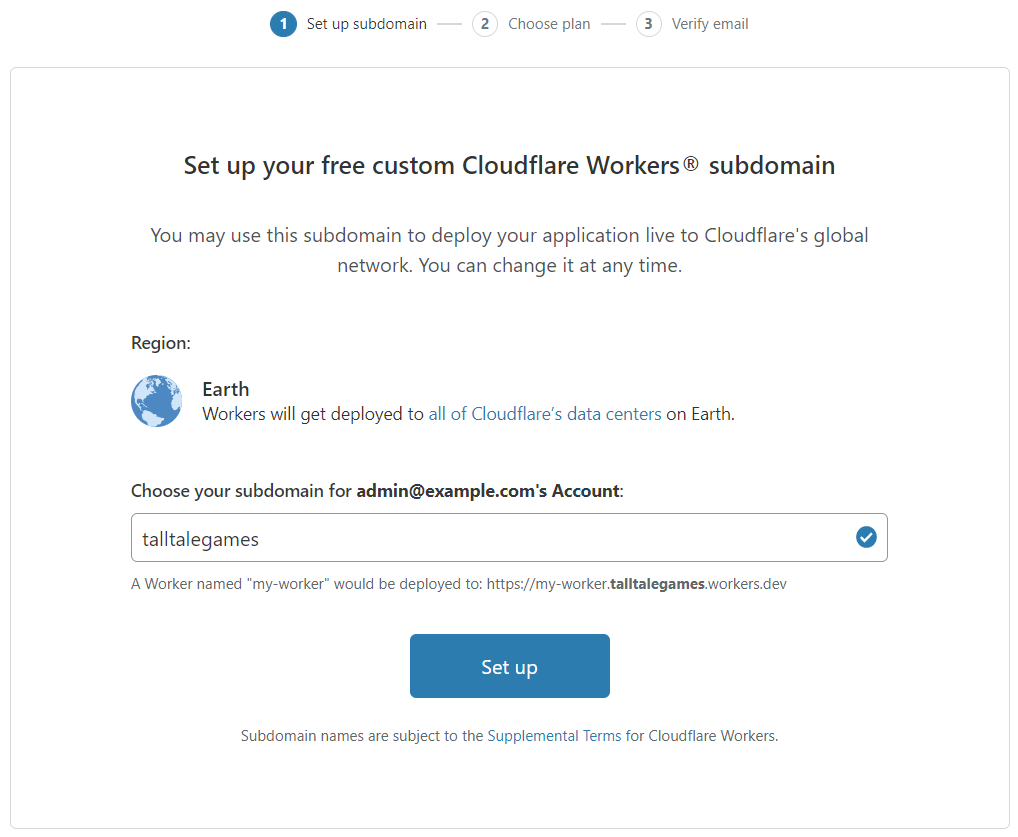 1 Set up subdomain 2 Choose plan 3 Verify email
Set up your free custom Cloudflare Workers® subdomain
You may use this subdomain to deploy your application live to Cloudflare's global
network. You can change it at any time.
Region:
Earth
Workers will get deployed to all of Cloudflare’s data centers on Earth.
Choose your subdomain for admin@example.com's Account:
talltalegames
A Worker named "my-worker" would be deployed to: https://my-worker.talltalegames.workers.dev
Set up
Subdomain names are subject to the Supplemental Terms for Cloudflare Workers.